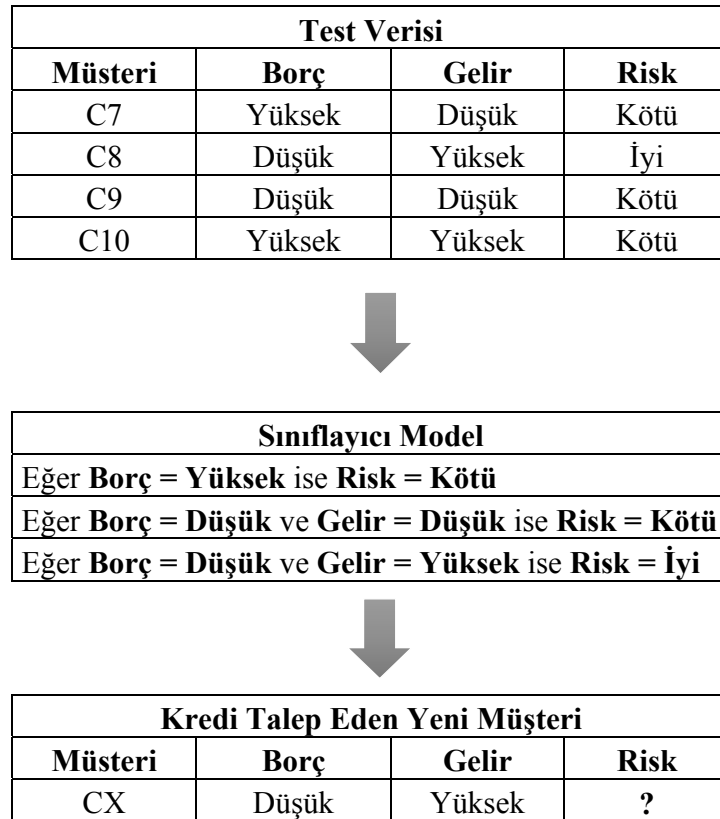 Test Verisi
Müsteri Borç Gelir Risk
C7 Yüksek Düşük Kötü
C8 Düşük Yüksek İyi
C9 Düşük Düşük Kötü
C10 Yüksek Yüksek Kötü
Sınıflayıcı Model
Eğer Borç = Yüksek ise Risk = Kötü
Eğer Borç = Düşük ve Gelir = Düşük ise Risk = Kötü
Eğer Borç = Düşük ve Gelir = Yüksek ise Risk = İyi
Kredi Talep Eden Yeni Müşteri
Müsteri Borç Gelir Risk
CX Düşük Yüksek ?